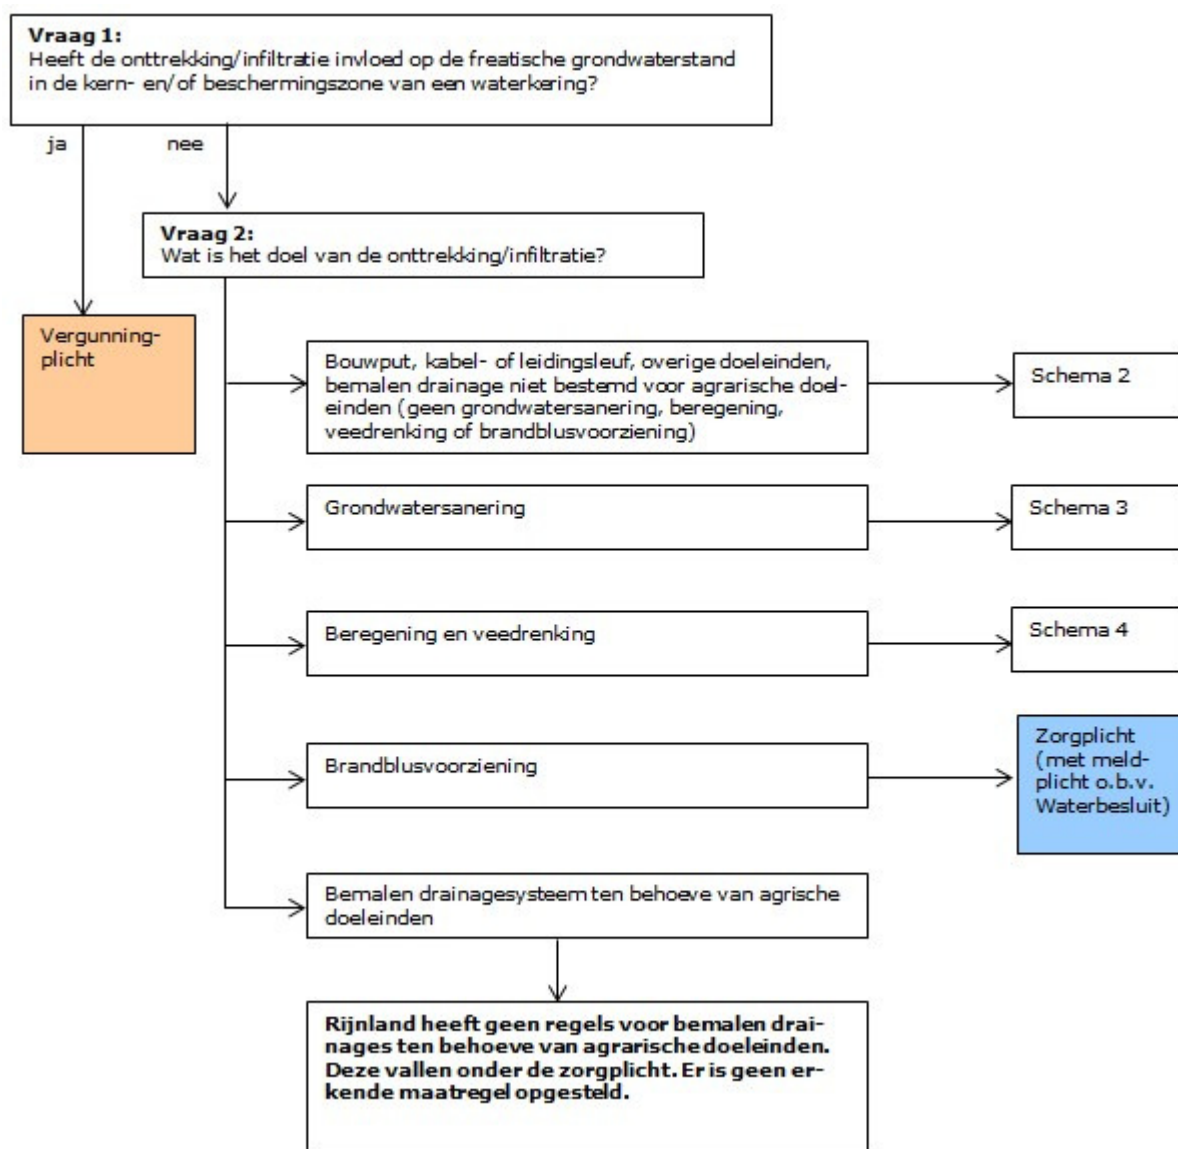 Vraag 1:
Heeft de onttrekking/infiltratie invloed op de freatische grondwaterstand
in de kern- en/of beschermingszone van een waterkering?
ja
nee
Vraag 2:
Wat is het doel van de onttrekking/infiltratie?
Vergunning-
plicht
Bouwput, kabel- of leidingsleuf, overige doeleinden,
bemalen drainage niet bestemd voor agrarische doel-
einden (geen grondwatersanering, beregening,
veedrenking of brandblusvoorziening)
Schema 2
Grondwatersanering
Schema 3
Beregening en veedrenking
Schema 4
Brandblusvoorziening
Zorgplicht
(met meld-
plicht o.b.v.
Waterbesluit)
Bemalen drainagesysteem ten behoeve van agrische
doeleinden
Rijnland heeft geen regels voor bemalen drai-
nages ten behoeve van agrarische doeleinden.
Deze vallen onder de zorgplicht. Er is geen er-
kende maatregel opgesteld.